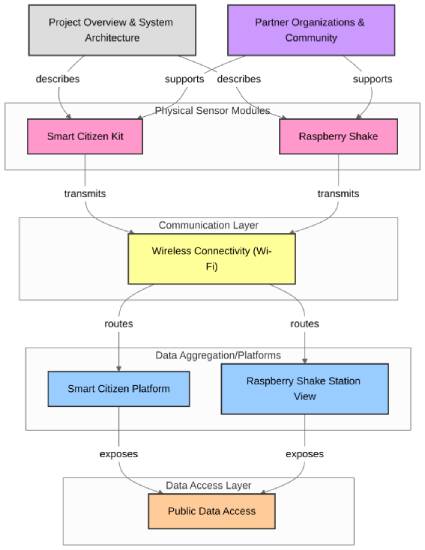 Project Overview & System
Architecture
Partner Organizations &
Community
describes
supports
describes
supports
Physical Sensor Modules
Smart Citizen Kit
Raspberry Shake
transmits
transmits
Communication Layer
Wireless Connectivity (Wi-
Fi)
routes
routes
Data Aggregation/Platforms
Smart Citizen Platform
Raspberry Shake Station
View
exposes
exposes
Data Access Layer
Public Data Access